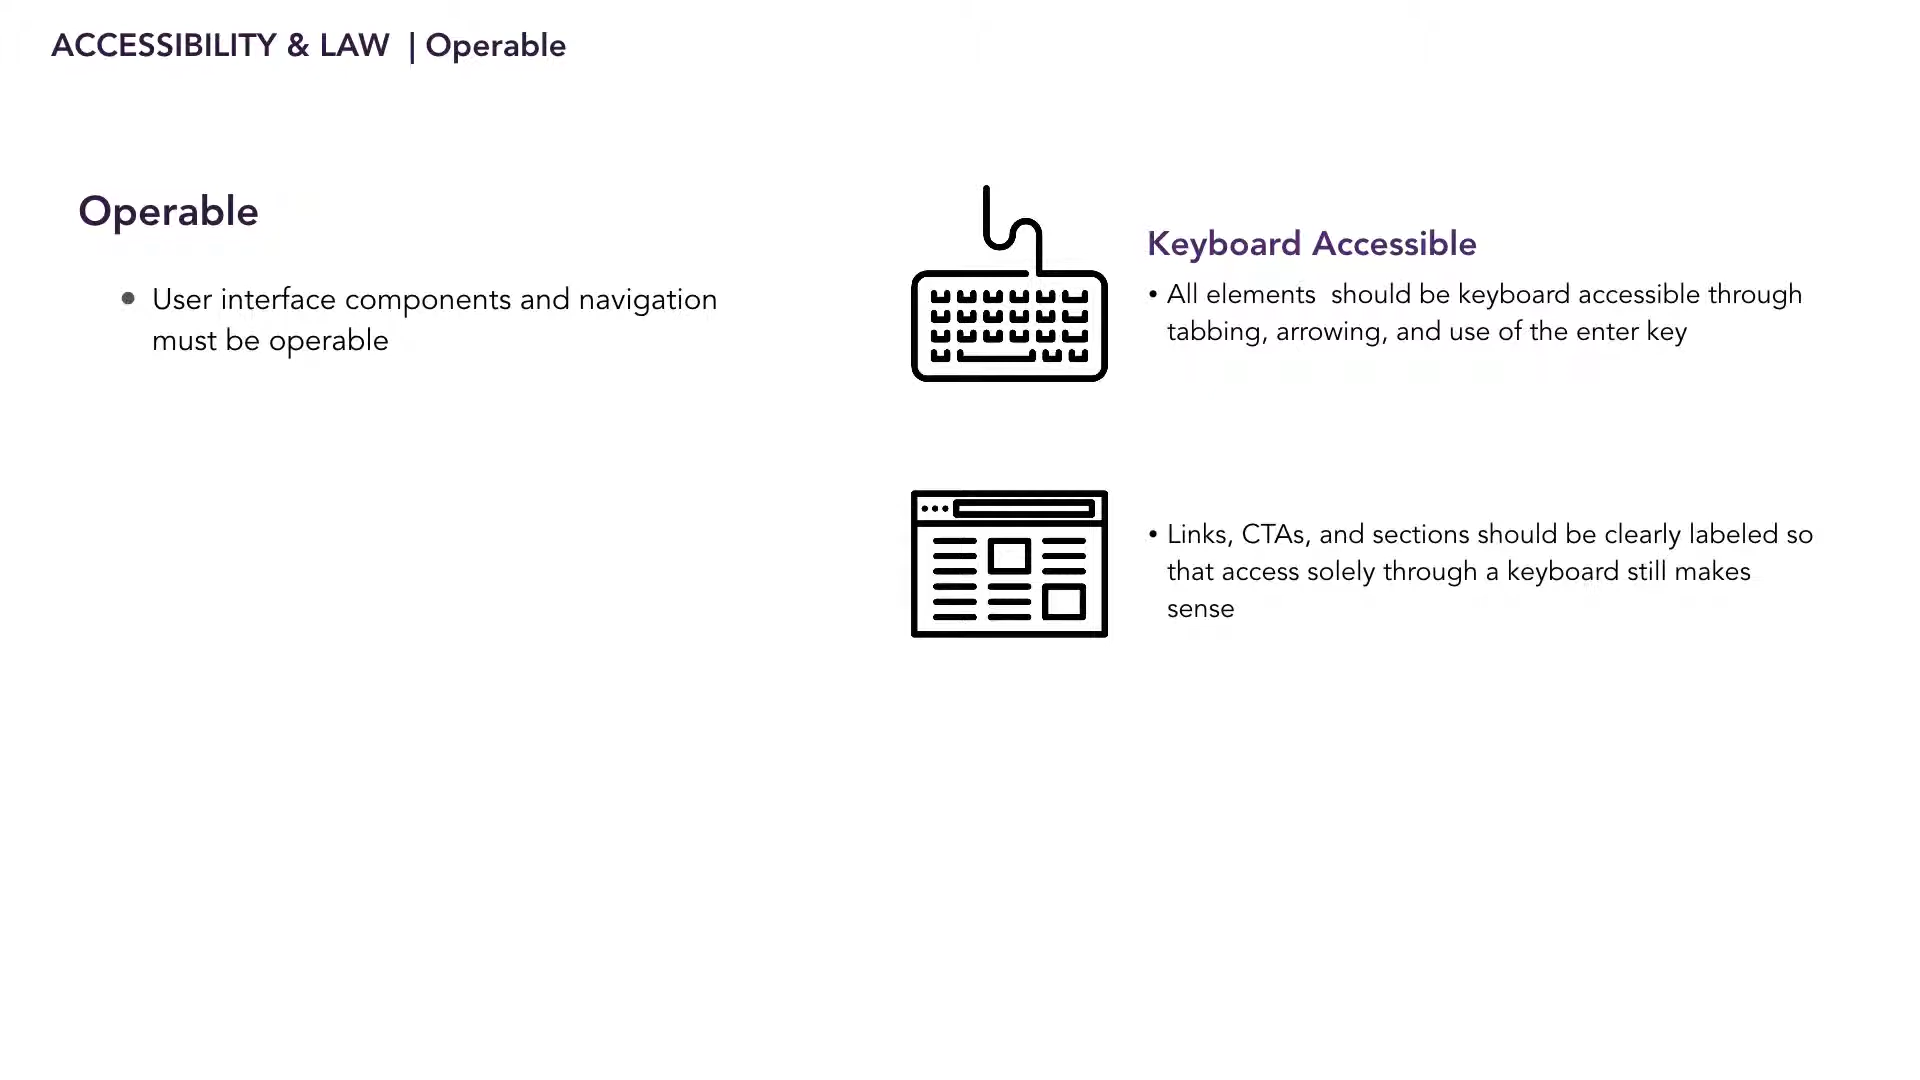 ACCESSIBILITY & LAW | Operable
Operable
• User interface components and navigation
must be operable
Keyboard Accessible
• All elements  should be keyboard accessible through
tabbing, arrowing, and use of the enter key
• Links, CTAs, and sections should be clearly labeled so
that access solely through a keyboard still makes
sense